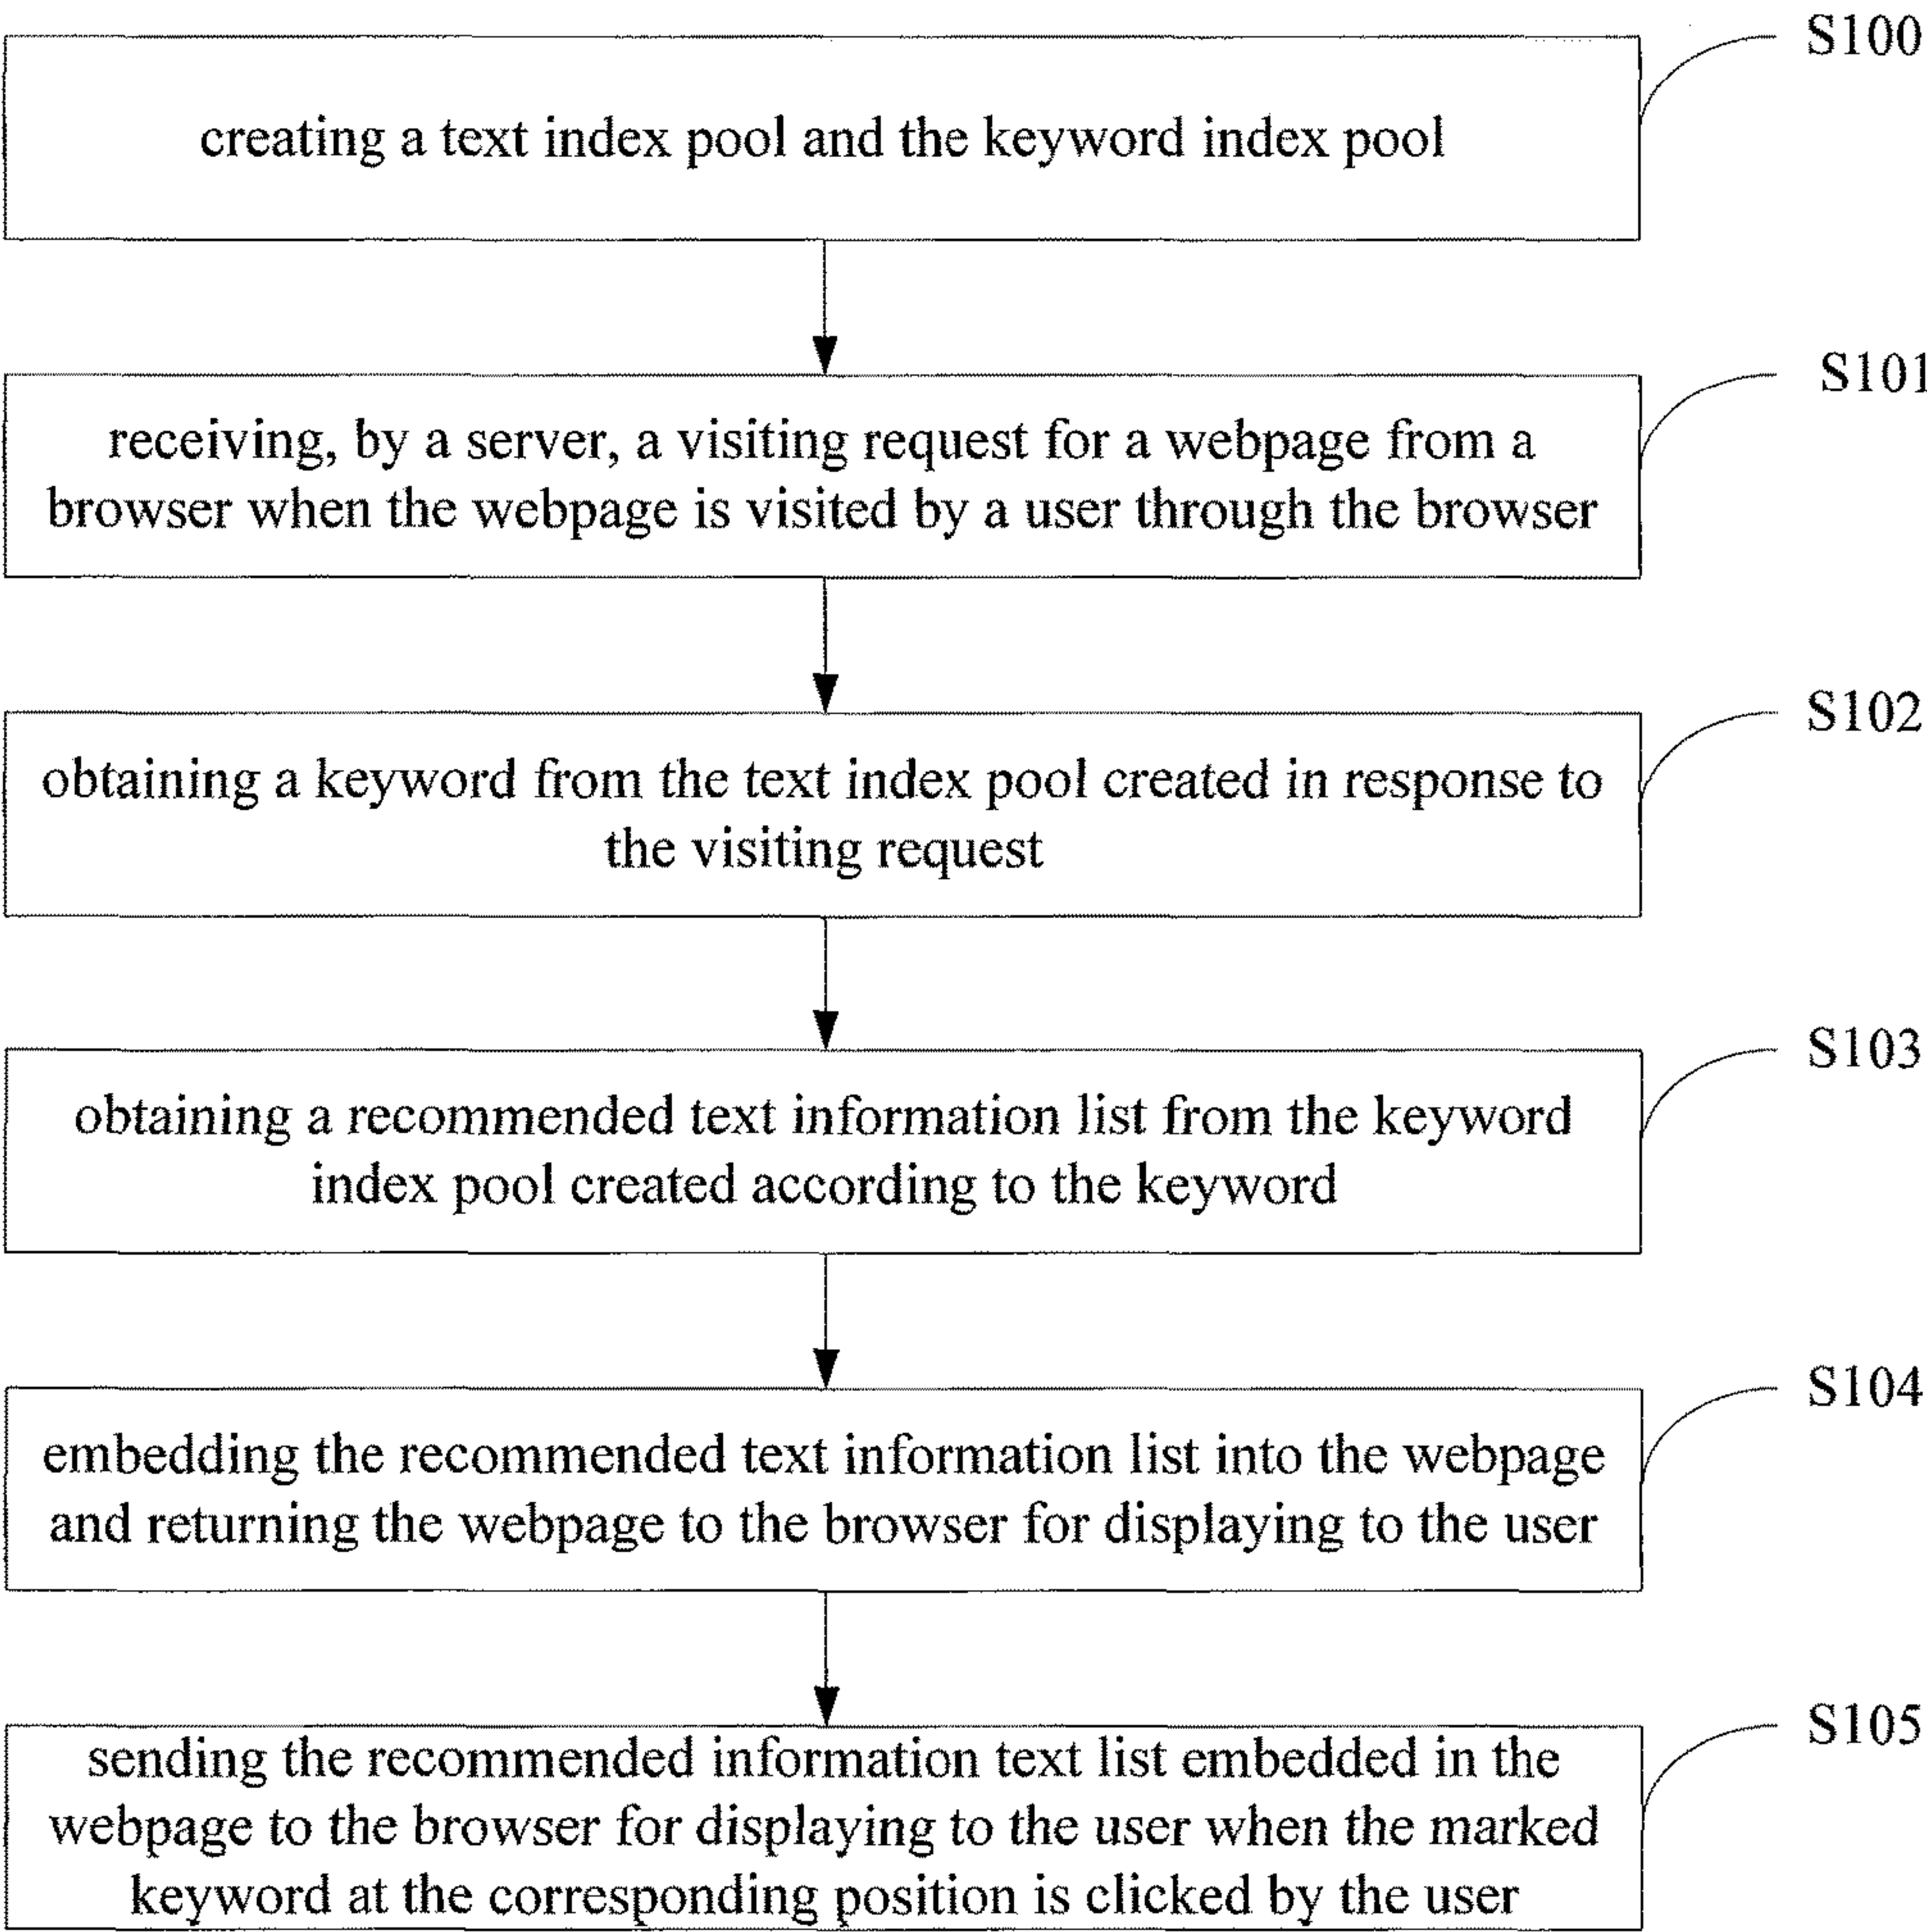 S100
creating a text index pool and the keyword index pool
S101
receiving, by a server, a visiting request for a webpage from a
browser when the webpage is visited by a user through the browser
S102
obtaining a keyword from the text index pool created in response to
the visiting request
S103
obtaining a recommended text information list from the keyword
index pool created according to the keyword
S104
embedding the recommended text information list into the webpage
and returning the webpage to the browser for displaying to the user
S105
sending the recommended information text list embedded in the
webpage to the browser for displaying to the user when the marked
keyword at the corresponding position is clicked by the user